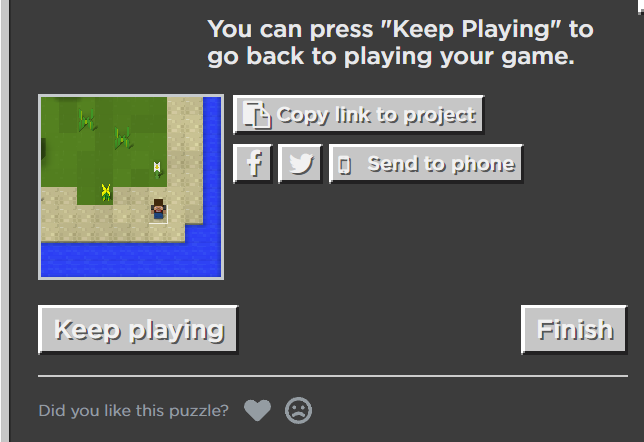 You can press "Keep Playing" to
go back to playing your game.
Copy link to project
Send to phone
Keep playing
Finish
Did you like this puzzle?